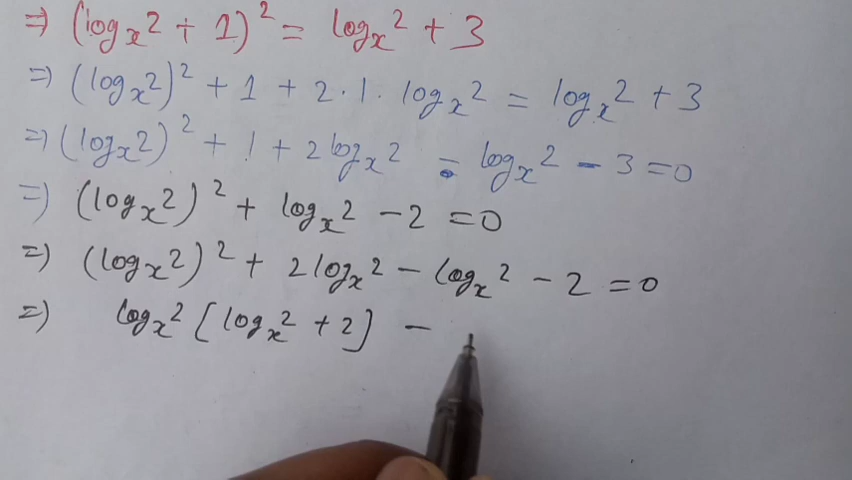 ⇒ (log_x 2 + 1)² = log_x 2 + 3
⇒ (log_x 2)² + 1 + 2 · 1 · log_x 2 = log_x 2 + 3
⇒ (log_x 2)² + 1 + 2 log_x 2 - log_x 2 - 3 = 0
⇒ (log_x 2)² + log_x 2 - 2 = 0
⇒ (log_x 2)² + 2 log_x 2 - log_x 2 - 2 = 0
⇒ log_x 2 [log_x 2 + 2] -